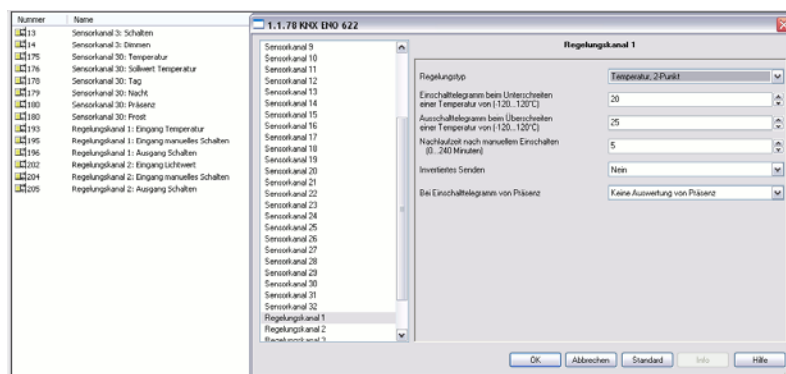 Nummer Name
13 Sensorkanal 3: Schalten
14 Sensorkanal 3: Dimmen
175 Sensorkanal 30: Temperatur
176 Sensorkanal 30: Sollwert Temperatur
178 Sensorkanal 30: Tag
179 Sensorkanal 30: Nacht
180 Sensorkanal 30: Präsenz
180 Sensorkanal 30: Frost
193 Regelungskanal 1: Eingang Temperatur
195 Regelungskanal 1: Eingang manuelles Schalten
196 Regelungskanal 1: Ausgang Schalten
202 Regelungskanal 2: Eingang Lichtwert
204 Regelungskanal 2: Eingang manuelles Schalten
205 Regelungskanal 2: Ausgang Schalten
1.1.78 KNX ENO 622
Sensorkanal 9
Sensorkanal 10
Sensorkanal 11
Sensorkanal 12
Sensorkanal 13
Sensorkanal 14
Sensorkanal 15
Sensorkanal 16
Sensorkanal 17
Sensorkanal 18
Sensorkanal 19
Sensorkanal 20
Sensorkanal 21
Sensorkanal 22
Sensorkanal 23
Sensorkanal 24
Sensorkanal 25
Sensorkanal 26
Sensorkanal 27
Sensorkanal 28
Sensorkanal 29
Sensorkanal 30
Sensorkanal 31
Sensorkanal 32
Regelungskanal 1
Regelungskanal 2
Regelungskanal 3
Regelungskanal 1
Regelungstyp Temperatur, 2-Punkt
Einschalttelegramm beim Unterschreiten
einer Temperatur von (-120...120°C) 20
Ausschalttelegramm beim Überschreiten
einer Temperatur von (-120...120°C) 25
Nachlaufzeit nach manuellem Einschalten
(0...240 Minuten) 5
Invertiertes Senden Nein
Bei Einschalttelegramm von Präsenz Keine Auswertung von Präsenz
OK Abbrechen Standard Info Hilfe